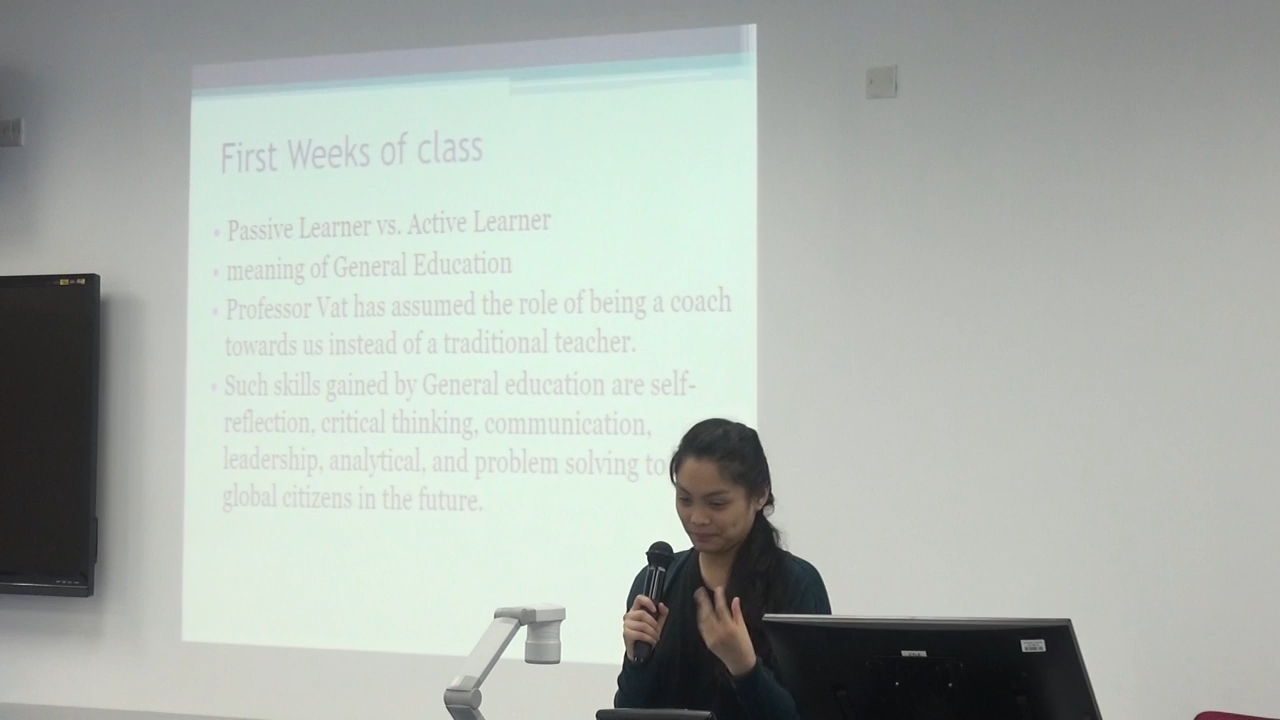 First Weeks of class
• Passive Learner vs. Active Learner
• meaning of General Education
• Professor Vat has assumed the role of being a coach
towards us instead of a traditional teacher.
• Such skills gained by General education are self-
reflection, critical thinking, communication,
leadership, analytical, and problem solving to
global citizens in the future.